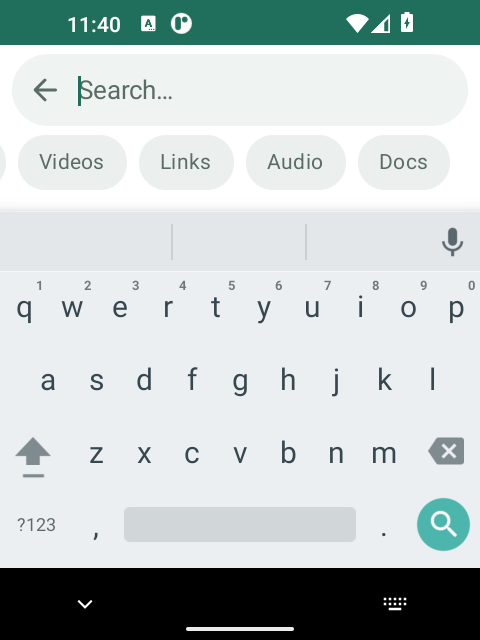 11:40
Search...
Videos Links Audio Docs
1 2 3 4 5 6 7 8 9 0
q w e r t y u i o p
a s d f g h j k l
z x c v b n m
?123 , .